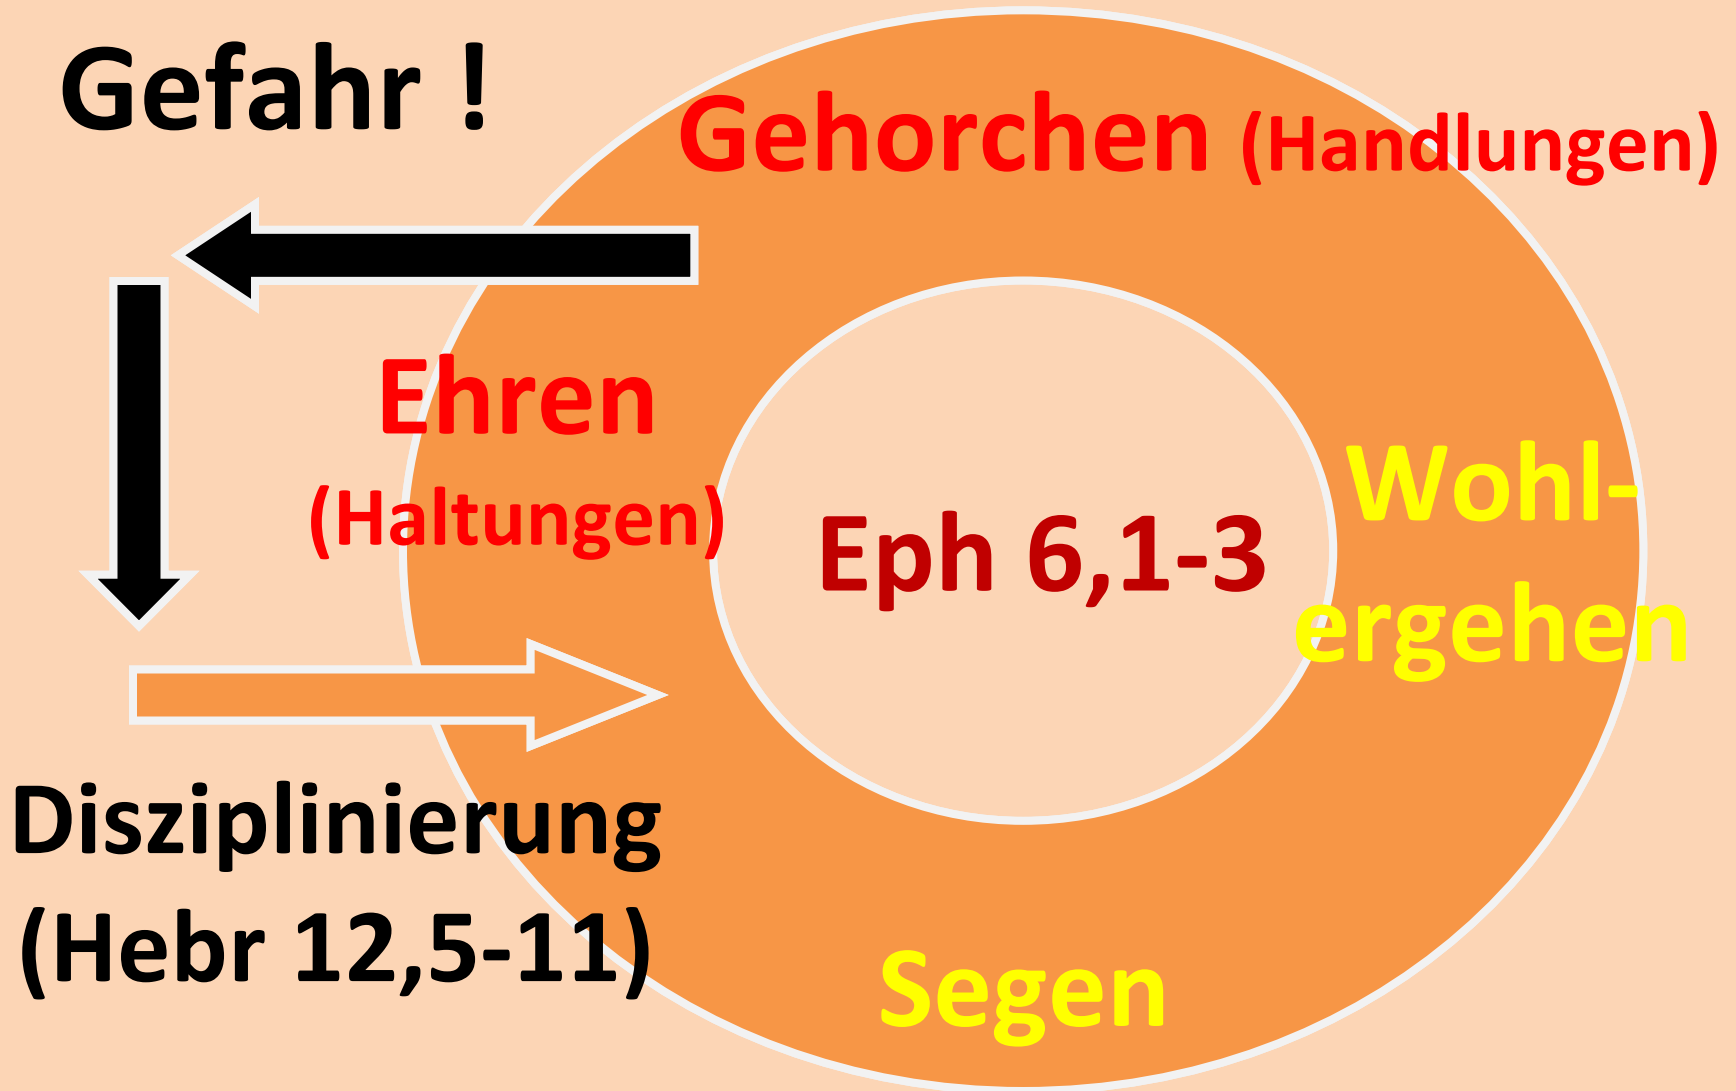 Gefahr !
Gehorchen (Handlungen)
Ehren
(Haltungen)
Eph 6,1-3
Wohl-
ergehen
Disziplinierung
(Hebr 12,5-11)
Segen